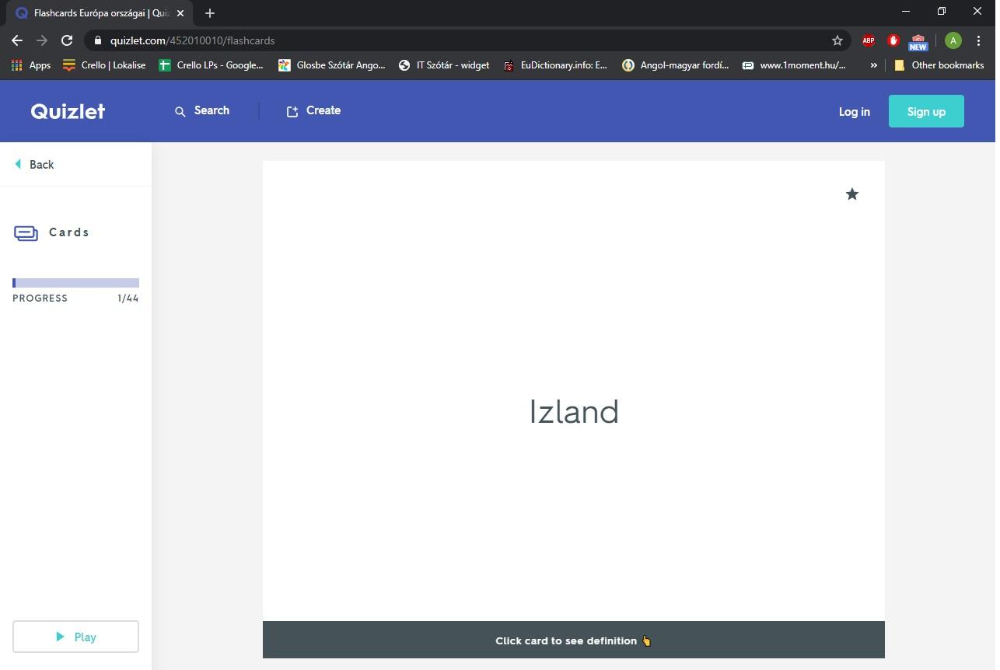 Flashcards Európa országai | Quiz
quizlet.com/452010010/flashcards
ABP
NEW
A
Apps
Crello | Lokalise
Crello LPs - Google...
Glosbe Szótár Ango...
IT Szótár - widget
EuDictionary.info: E...
Angol-magyar fordí...
www.1moment.hu/...
»
Other bookmarks
Quizlet
Search
Create
Log in
Sign up
Back
Cards
PROGRESS 1/44
Izland
Play
Click card to see definition 👆